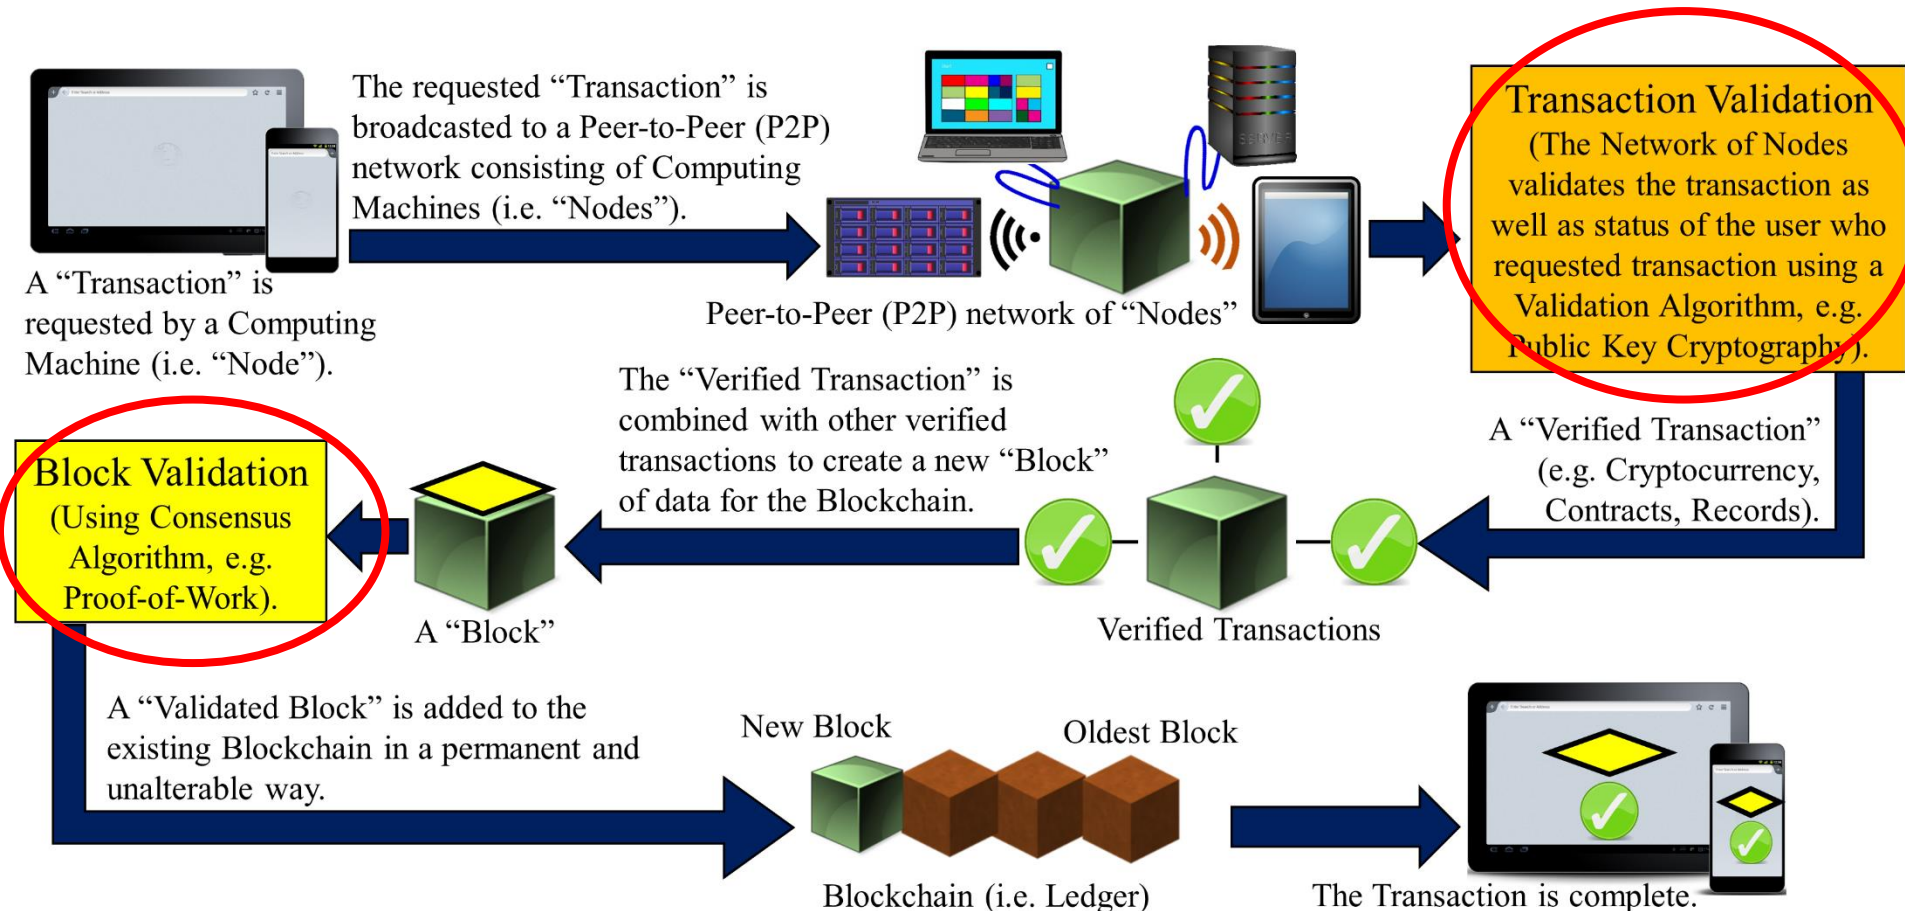 The requested “Transaction” is
broadcasted to a Peer-to-Peer (P2P)
network consisting of Computing
Machines (i.e. “Nodes”).
A “Transaction” is
requested by a Computing
Machine (i.e. “Node”).
SERVER
Peer-to-Peer (P2P) network of “Nodes”
Transaction Validation
(The Network of Nodes
validates the transaction as
well as status of the user who
requested transaction using a
Validation Algorithm, e.g.
Public Key Cryptography).
A “Verified Transaction”
(e.g. Cryptocurrency,
Contracts, Records).
Verified Transactions
The “Verified Transaction” is
combined with other verified
transactions to create a new “Block”
of data for the Blockchain.
A “Block”
Block Validation
(Using Consensus
Algorithm, e.g.
Proof-of-Work).
A “Validated Block” is added to the
existing Blockchain in a permanent and
unalterable way.
New Block
Oldest Block
Blockchain (i.e. Ledger)
The Transaction is complete.